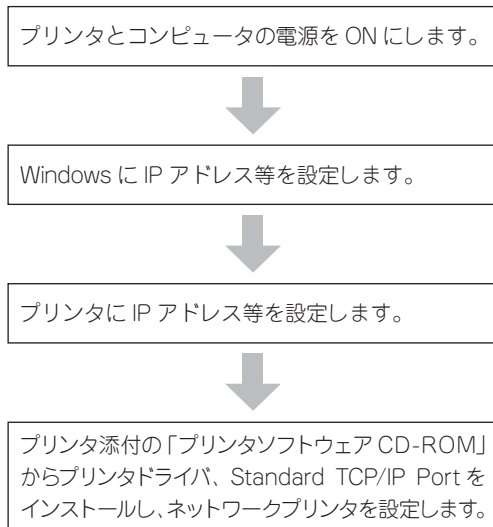 プリンタとコンピュータの電源を ON にします。
Windows に IP アドレス等を設定します。
プリンタに IP アドレス等を設定します。
プリンタ添付の「プリンタソフトウェア CD-ROM」
からプリンタドライバ、Standard TCP/IP Port を
インストールし、ネットワークプリンタを設定します。